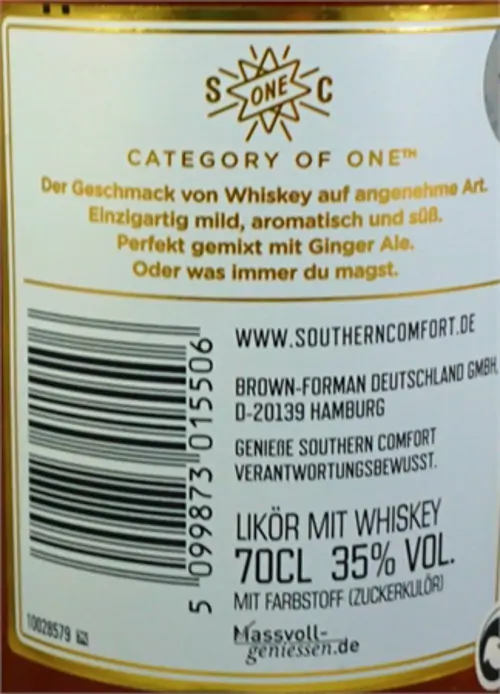 S ONE C
CATEGORY OF ONE™
Der Geschmack von Whiskey auf angenehme Art.
Einzigartig mild, aromatisch und süß.
Perfekt gemixt mit Ginger Ale.
Oder was immer du magst.
WWW.SOUTHERNCOMFORT.DE
BROWN-FORMAN DEUTSCHLAND GMBH,
D-20139 HAMBURG
GENIEßE SOUTHERN COMFORT
VERANTWORTUNGSBEWUSST.
LIKÖR MIT WHISKEY
70CL 35% VOL.
MIT FARBSTOFF (ZUCKERKULÖR)
Massvoll-
geniessen.de
5 099873 015506
10028579